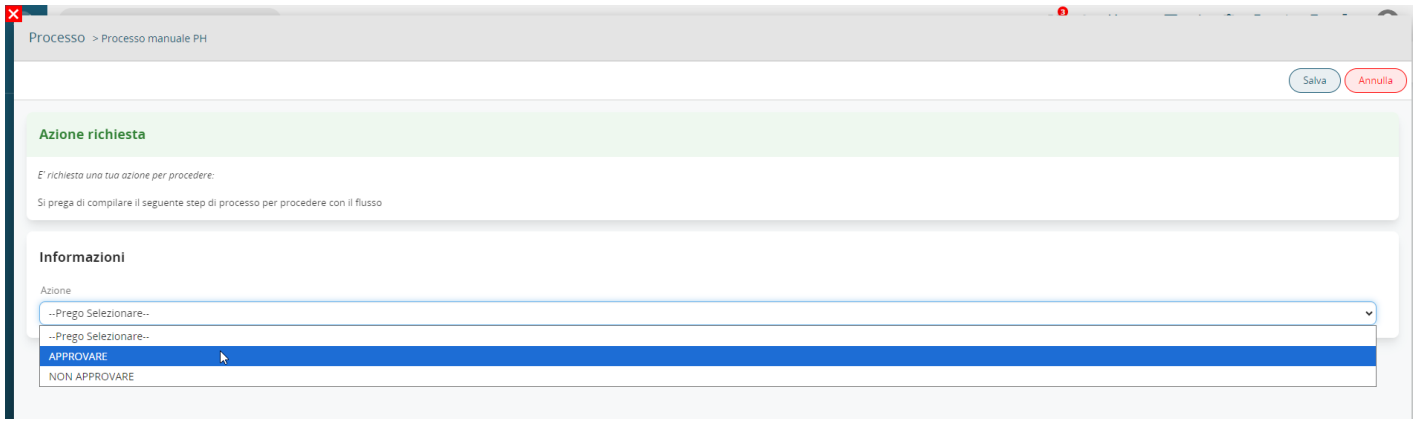 3
Processo > Processo manuale PH
Salva Annulla
Azione richiesta
E' richiesta una tua azione per procedere:
Si prega di compilare il seguente step di processo per procedere con il flusso
Informazioni
Azione
--Prego Selezionare--
--Prego Selezionare--
APPROVARE
NON APPROVARE